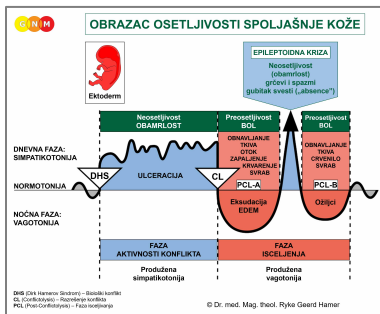 GNM
OBRAZAC OSETLJIVOSTI SPOLJAŠNJE KOŽE
EPILEPTOIDNA KRIZA
Neosetljivost
(obamrlost)
grčevi i spazmi
gubitak svesti („absence”)
Ektoderm
Neosetljivost
OBAMRLOST
Preosetljivost
BOL
Preosetljivost
BOL
DNEVNA FAZA:
SIMPATIKOTONIJA
OBNAVLJANJE
TKIVA
OTOK
ZAPALJENJE
KRVARENJE
SVRAB
OBNAVLJANJE
TKIVA
CRVENILO
SVRAB
DHS
ULCERACIJA
CL
PCL-A
PCL-B
NORMOTONIJA
NOĆNA FAZA:
VAGOTONIJA
Eksudacija
EDEM
Ožiljci
FAZA
AKTIVNOSTI KONFLIKTA
FAZA
ISCELJENJA
Produžena
simpatikotonija
Produžena
vagotonija
DHS (Dirk Hamerov Sindrom) – Biološki konflikt
CL (Conflictolysis) – Razrešenje konflikta
PCL (Post-Conflictolysis) – Faza isceljivanja
© Dr. med. Mag. theol. Ryke Geerd Hamer